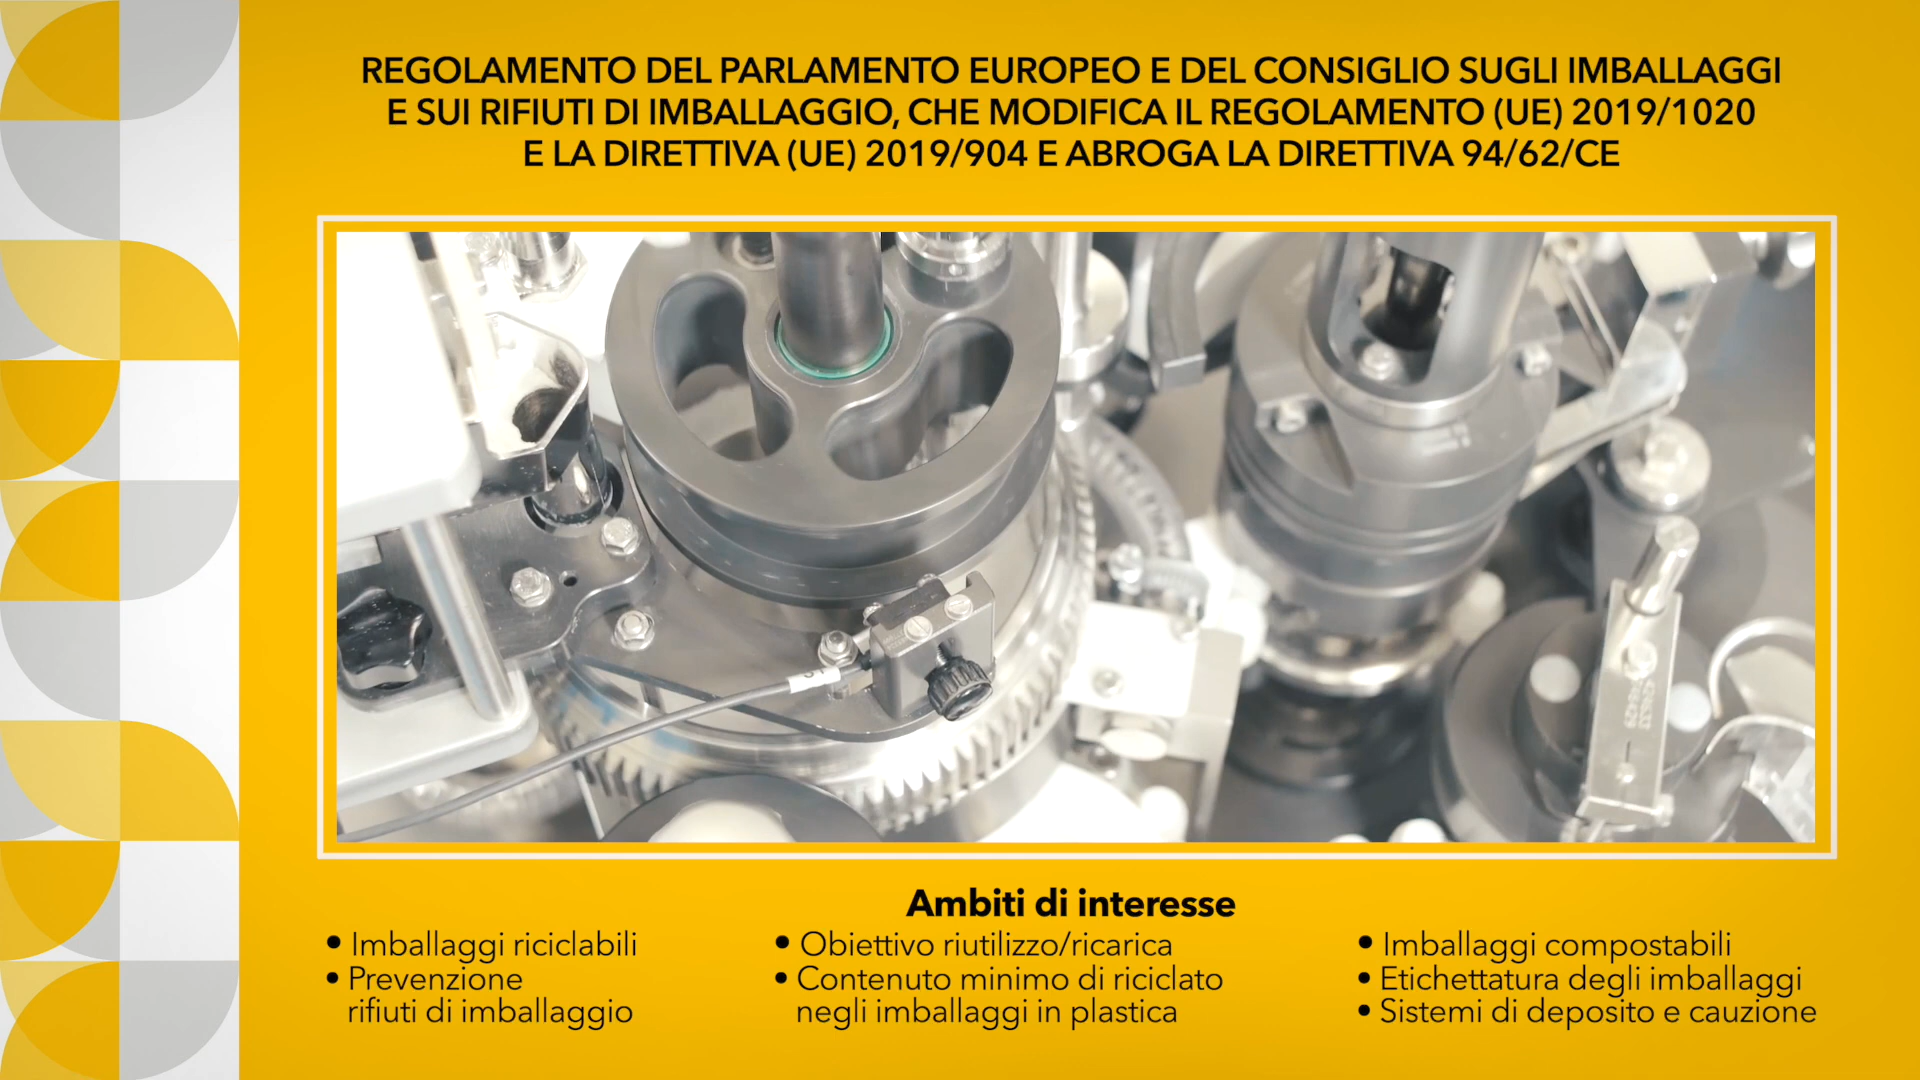 REGOLAMENTO DEL PARLAMENTO EUROPEO E DEL CONSIGLIO SUGLI IMBALLAGGI
E SUI RIFIUTI DI IMBALLAGGIO, CHE MODIFICA IL REGOLAMENTO (UE) 2019/1020
E LA DIRETTIVA (UE) 2019/904 E ABROGA LA DIRETTIVA 94/62/CE
Ambiti di interesse
• Imballaggi riciclabili
• Prevenzione
rifiuti di imballaggio
• Obiettivo riutilizzo/ricarica
• Contenuto minimo di riciclato
negli imballaggi in plastica
• Imballaggi compostabili
• Etichettatura degli imballaggi
• Sistemi di deposito e cauzione